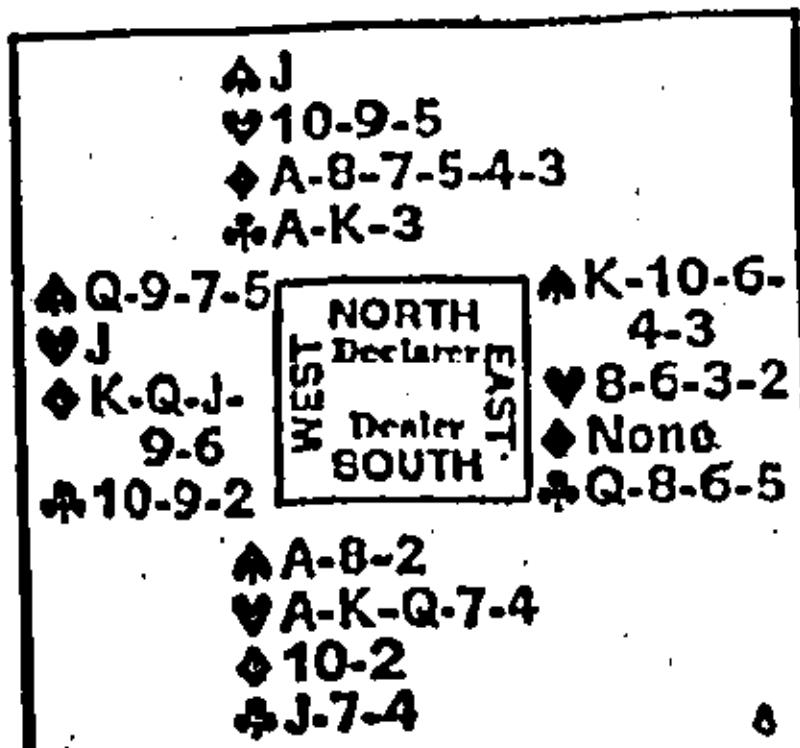 ♠ J
♥ 10-9-5
♦ A-8-7-5-4-3
♣ A-K-3
♠ Q-9-7-5
♥ J
♦ K-Q-J-
9-6
♣ 10-9-2
NORTH
Declarer
WEST
EAST
Dealer
SOUTH
♠ K-10-6-
4-3
♥ 8-6-3-2
♦ None
♣ Q-8-6-5
♠ A-8-2
♥ A-K-Q-7-4
♦ 10-2
♣ J-7-4